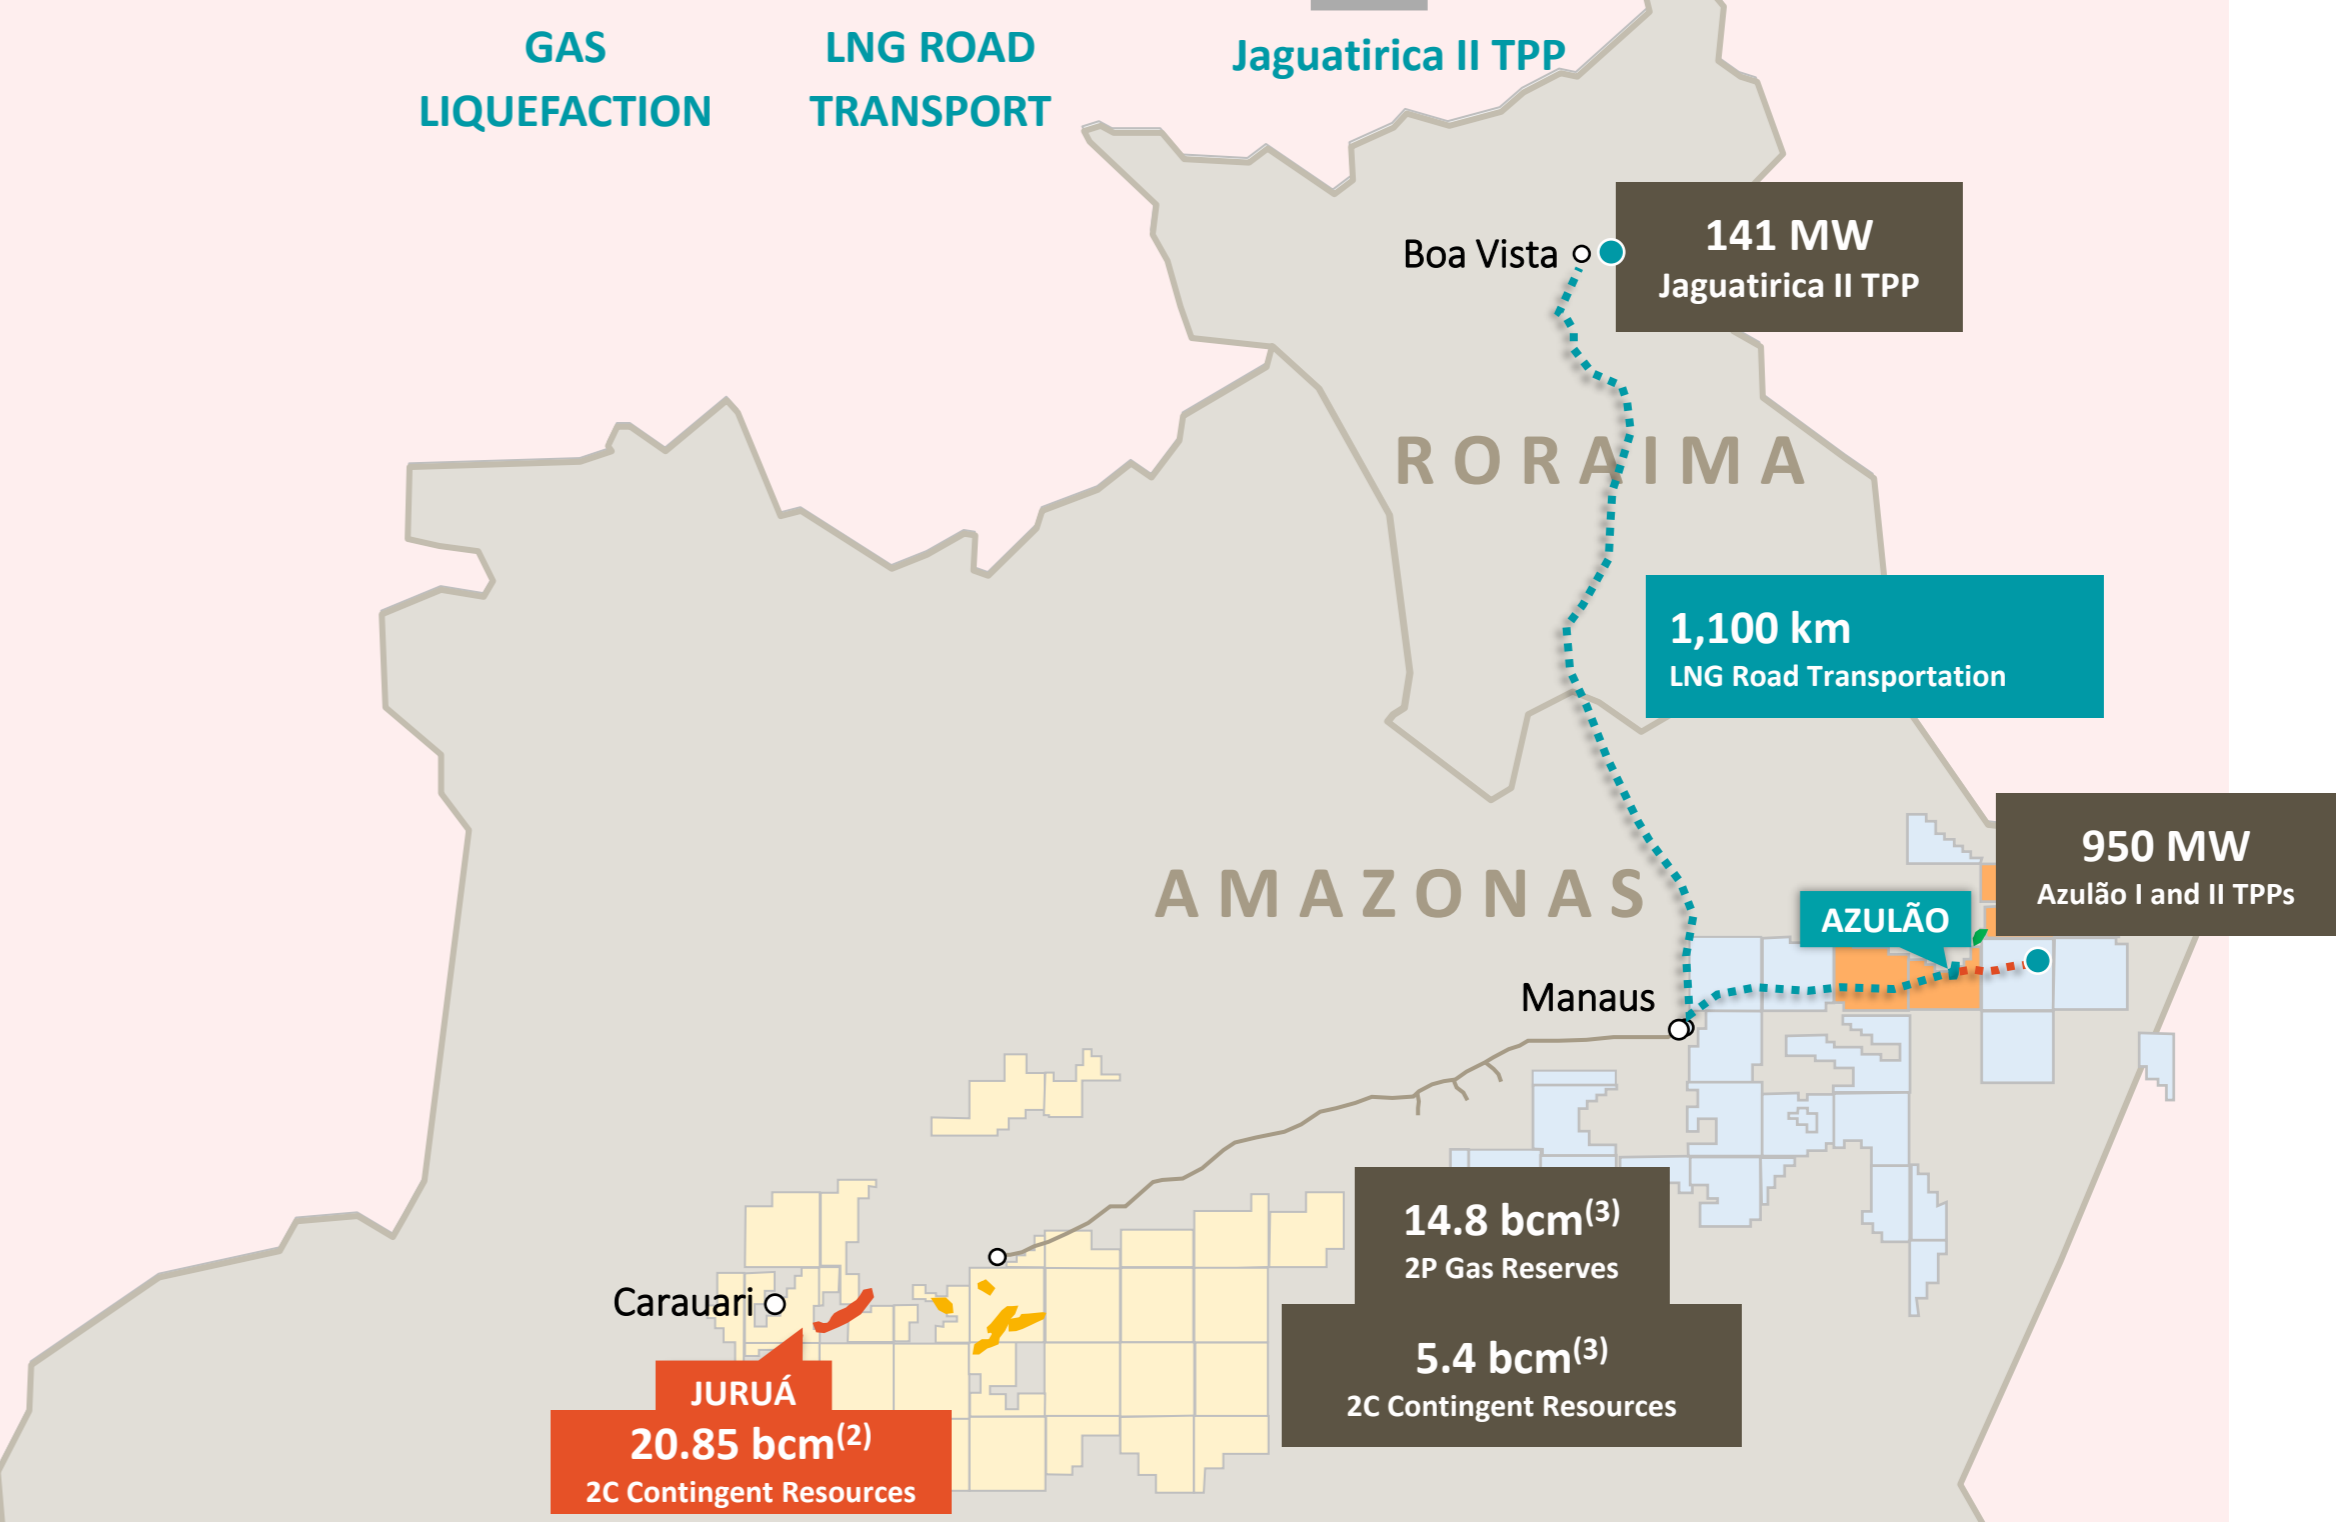 GAS
LIQUEFACTION
LNG ROAD
TRANSPORT
Jaguatirica II TPP
141 MW
Jaguatirica II TPP
Boa Vista
RORAIMA
1,100 km
LNG Road Transportation
950 MW
Azulão I and II TPPs
AMAZONAS
AZULÃO
Manaus
14.8 bcm(3)
2P Gas Reserves
Carauari
5.4 bcm(3)
2C Contingent Resources
JURUÁ
20.85 bcm(2)
2C Contingent Resources